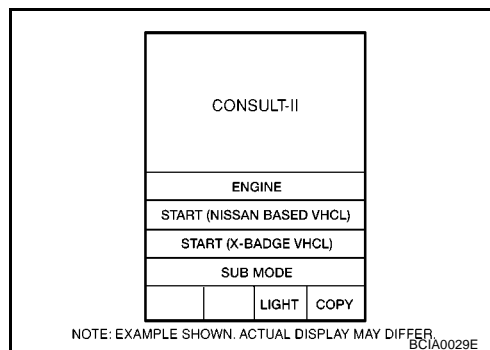 CONSULT-II
ENGINE
START (NISSAN BASED VHCL)
START (X-BADGE VHCL)
SUB MODE
LIGHT COPY
NOTE: EXAMPLE SHOWN. ACTUAL DISPLAY MAY DIFFER.
BCIA0029E